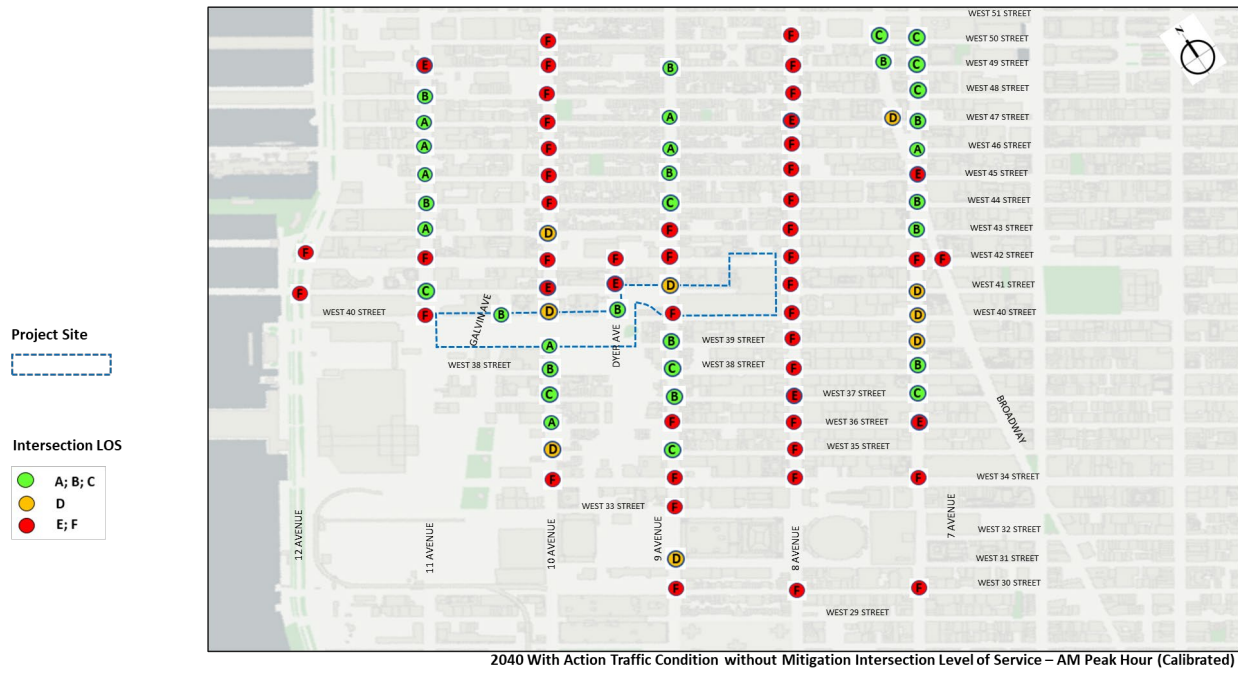 WEST 51 STREET
F C C WEST 50 STREET
F
E F B F B C WEST 49 STREET
B F F C WEST 48 STREET
A F A E D B WEST 47 STREET
A F A F A WEST 46 STREET
A F B F E WEST 45 STREET
B F C F B WEST 44 STREET
A D F F B WEST 43 STREET
F F F F F F F F WEST 42 STREET
F C E E D F D WEST 41 STREET
WEST 40 STREET F GALVIN AVE B D B F F D WEST 40 STREET
Project Site
A DYER AVE B WEST 39 STREET F D
WEST 38 STREET B C WEST 38 STREET F B
C B E WEST 37 STREET C BROADWAY
A F F WEST 36 STREET E
Intersection LOS
D C F WEST 35 STREET
A; B; C
F F F F WEST 34 STREET
D
WEST 33 STREET F
E; F
12 AVENUE 11 AVENUE 10 AVENUE 9 AVENUE 8 AVENUE 7 AVENUE
WEST 32 STREET
D WEST 31 STREET
F F F WEST 30 STREET
WEST 29 STREET
2040 With Action Traffic Condition without Mitigation Intersection Level of Service – AM Peak Hour (Calibrated)